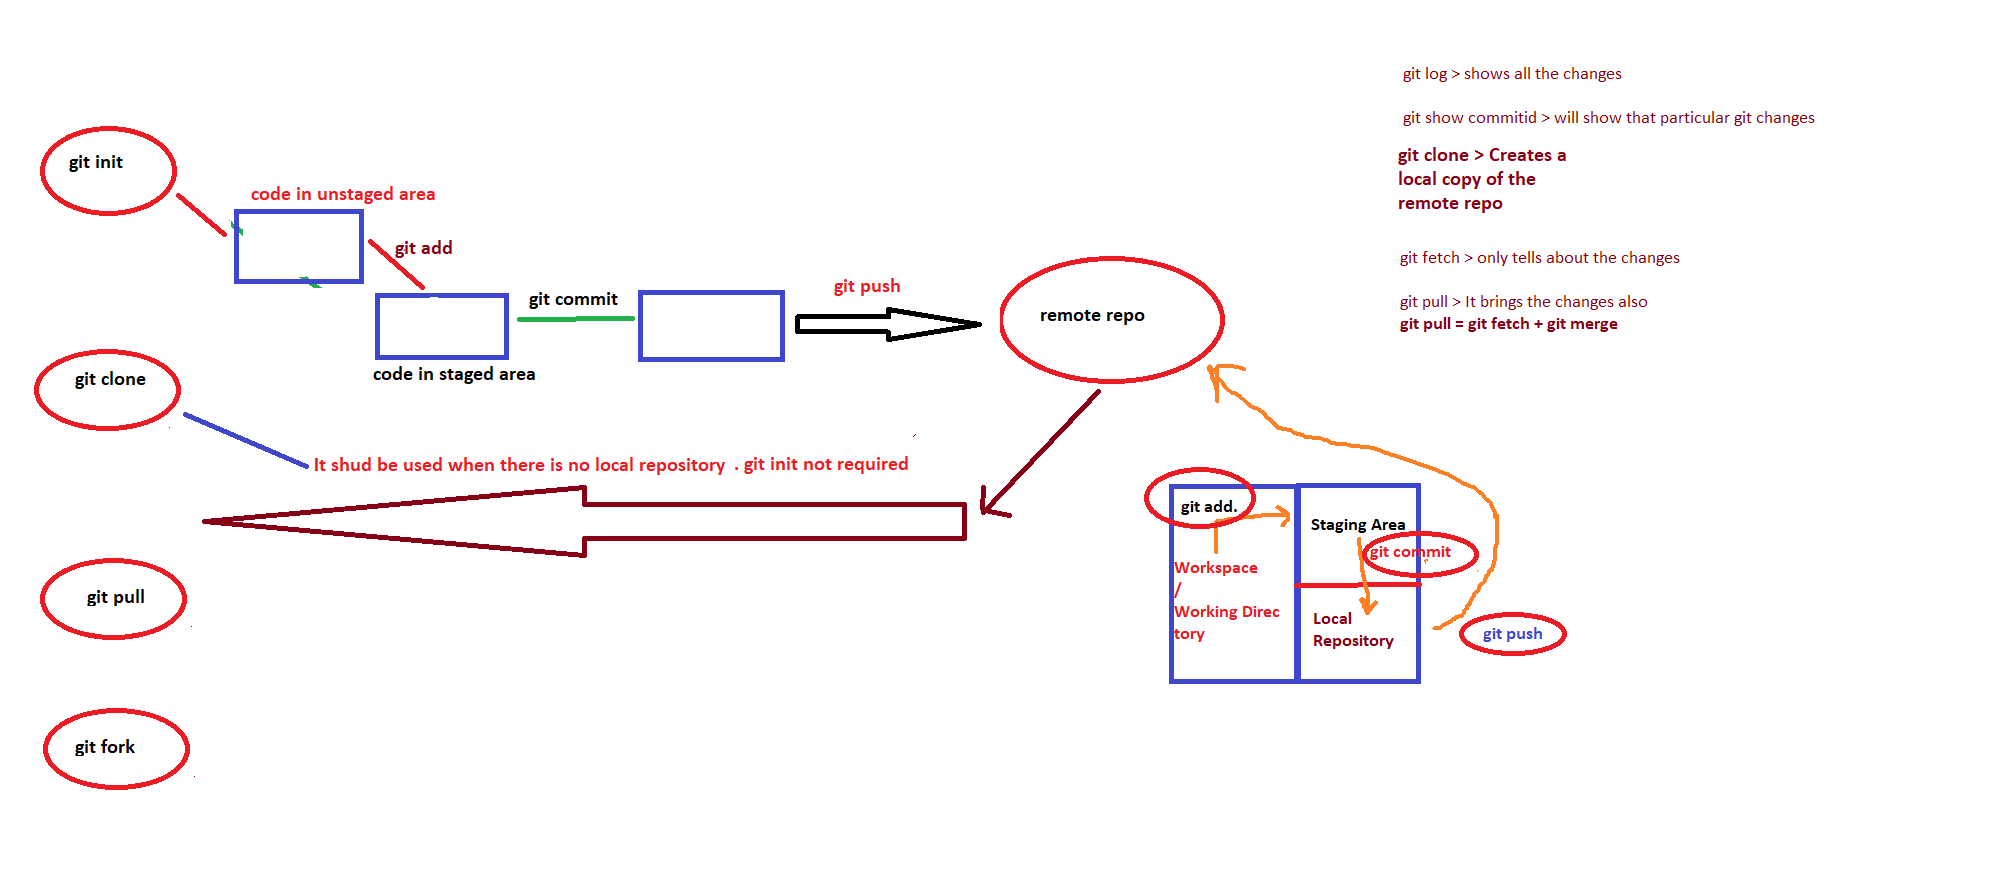 git log > shows all the changes
git show commitid > will show that particular git changes
git clone > Creates a
local copy of the
remote repo
git fetch > only tells about the changes
git pull > It brings the changes also
git pull = git fetch + git merge
git init
code in unstaged area
git add
git commit
code in staged area
git push
remote repo
git clone
It shud be used when there is no local repository . git init not required
git pull
git fork
git add.
Staging Area
git commit
Workspace
/
Working Direc
tory
Local
Repository
git push